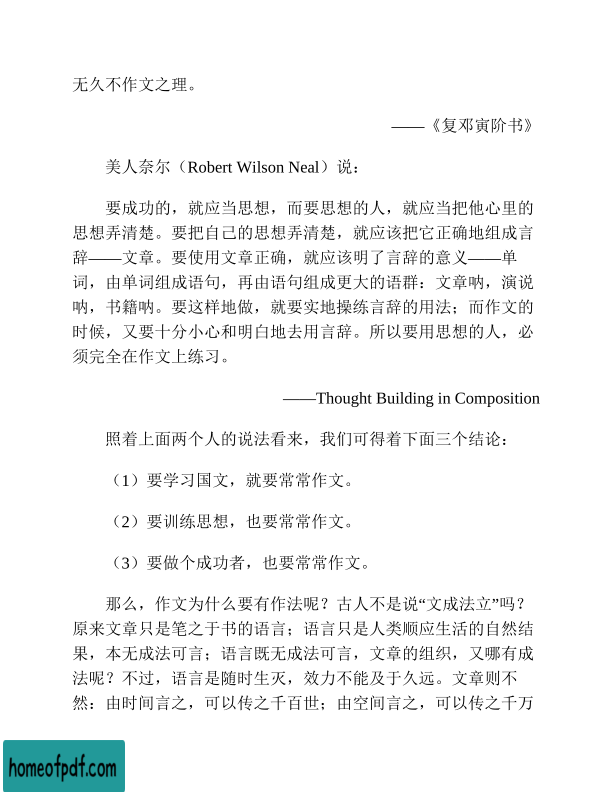 无久不作文之理。
——《复邓寅阶书》
美人奈尔（Robert Wilson Neal）说：
要成功的，就应当思想，而要思想的人，就应当把他心里的
思想弄清楚。要把自己的思想弄清楚，就应该把它正确地组成言
辞——文章。要使用文章正确，就应该明了言辞的意义——单
词，由单词组成语句，再由语句组成更大的语群：文章呐，演说
呐，书籍呐。要这样地做，就要实地操练言辞的用法；而作文的
时候，又要十分小心和明白地去用言辞。所以要用思想的人，必
须完全在作文上练习。
——Thought Building in Composition
照着上面两个人的说法看来，我们可得着下面三个结论：
（1）要学习国文，就要常常作文。
（2）要训练思想，也要常常作文。
（3）要做个成功者，也要常常作文。
那么，作文为什么要有作法呢？古人不是说“文成法立”吗？
原来文章只是笔之于书的语言；语言只是人类顺应生活的自然结
果，本无成法可言；语言既无成法可言，文章的组织，又哪有成
法呢？不过，语言是随时生灭，效力不能及于久远。文章则不
然：由时间言之，可以传之千百世；由空间言之，可以传之千万
homeofpdf.com